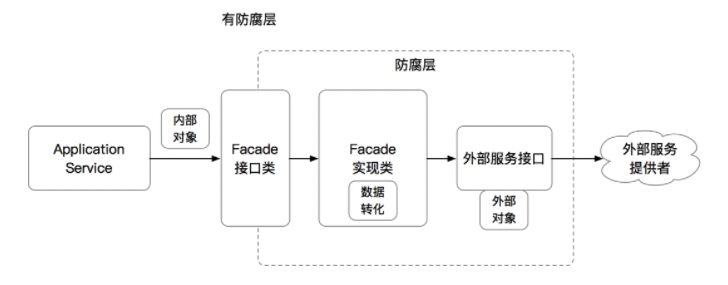 有防腐层
防腐层
Application
Service
内部
对象
Facade
接口类
Facade
实现类
数据
转化
外部服务接口
外部
对象
外部服务
提供者